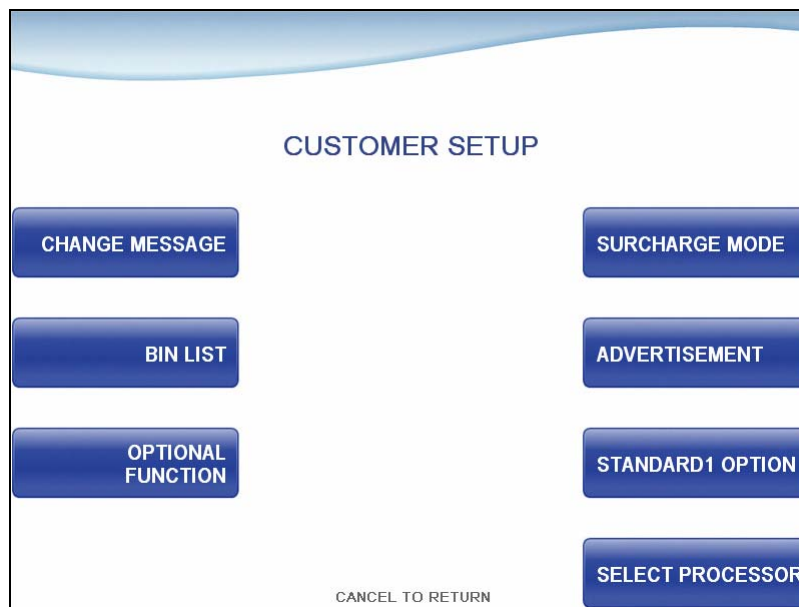 CUSTOMER SETUP
CHANGE MESSAGE
SURCHARGE MODE
BIN LIST
ADVERTISEMENT
OPTIONAL
FUNCTION
STANDARD1 OPTION
SELECT PROCESSOR
CANCEL TO RETURN